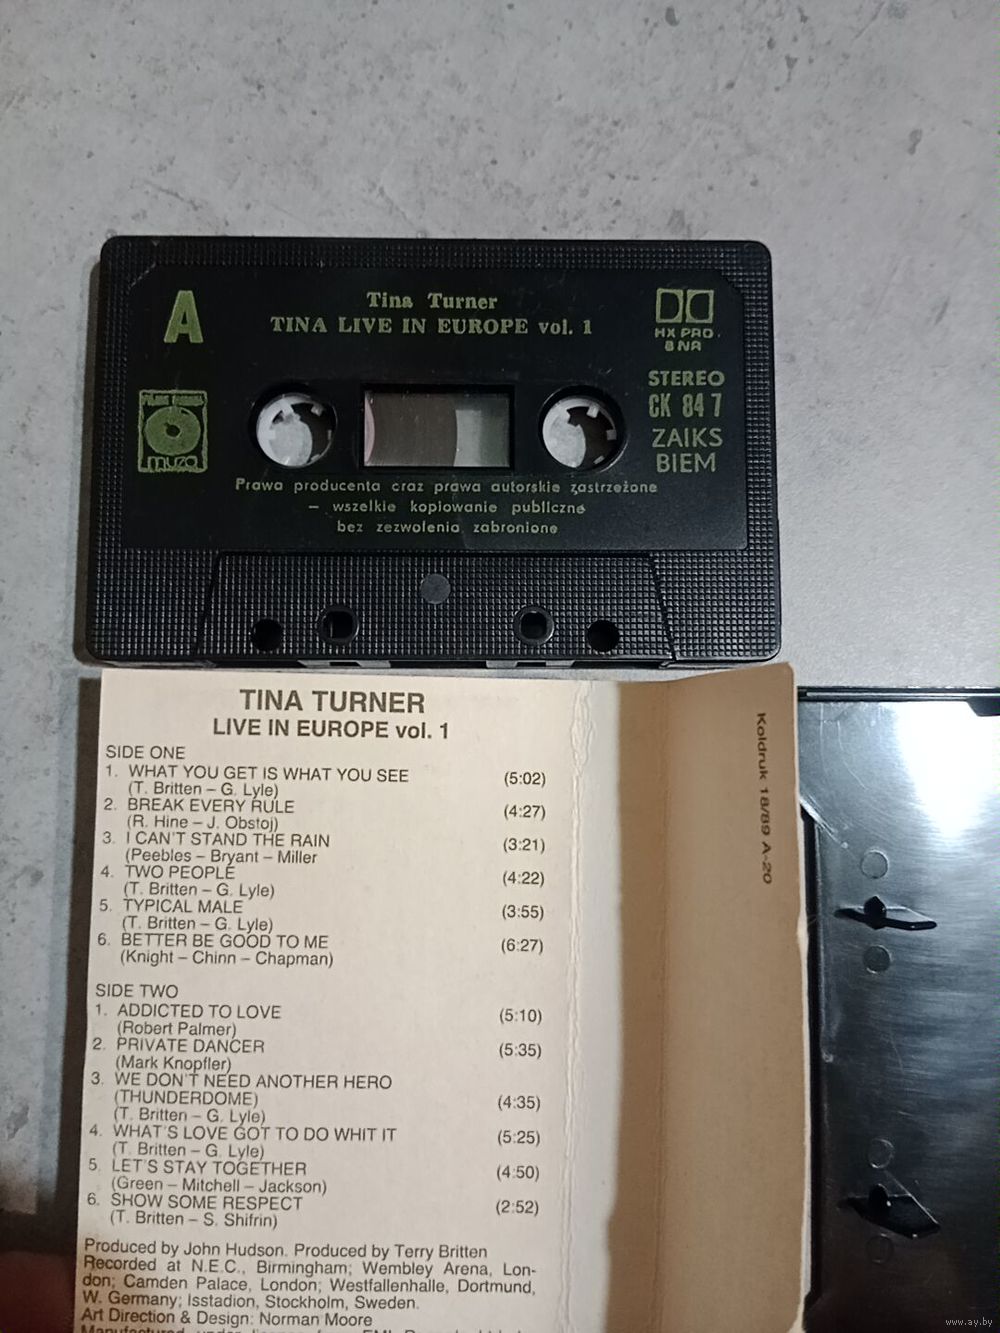 A
Tina Turner
TINA LIVE IN EUROPE vol. 1
HX PRO.
B NR
STEREO
CK 847
ZAIKS
BIEM
muza
Prawa producenta oraz prawa autorskie zastrzeżone
– wszelkie kopiowanie publiczne
bez zezwolenia zabronione
TINA TURNER
LIVE IN EUROPE vol. 1
SIDE ONE
1. WHAT YOU GET IS WHAT YOU SEE (5:02)
(T. Britten – G. Lyle)
2. BREAK EVERY RULE (4:27)
(R. Hine – J. Obstoj)
3. I CAN'T STAND THE RAIN (3:21)
(Peebles – Bryant – Miller
4. TWO PEOPLE (4:22)
(T. Britten – G. Lyle)
5. TYPICAL MALE (3:55)
(T. Britten – G. Lyle)
6. BETTER BE GOOD TO ME (6:27)
(Knight – Chinn – Chapman)
SIDE TWO
1. ADDICTED TO LOVE (5:10)
(Robert Palmer)
2. PRIVATE DANCER (5:35)
(Mark Knopfler)
3. WE DON'T NEED ANOTHER HERO
(THUNDERDOME) (4:35)
(T. Britten – G. Lyle)
4. WHAT'S LOVE GOT TO DO WHIT IT (5:25)
(T. Britten – G. Lyle)
5. LET'S STAY TOGETHER (4:50)
(Green – Mitchell – Jackson)
6. SHOW SOME RESPECT (2:52)
(T. Britten – S. Shifrin)
Produced by John Hudson. Produced by Terry Britten
Recorded at N.E.C., Birmingham; Wembley Arena, Lon-
don; Camden Palace, London; Westfallenhalle, Dortmund,
W. Germany; Isstadion, Stockholm, Sweden.
Art Direction & Design: Norman Moore
Koldruk 18/89 A-20
www.ay.by